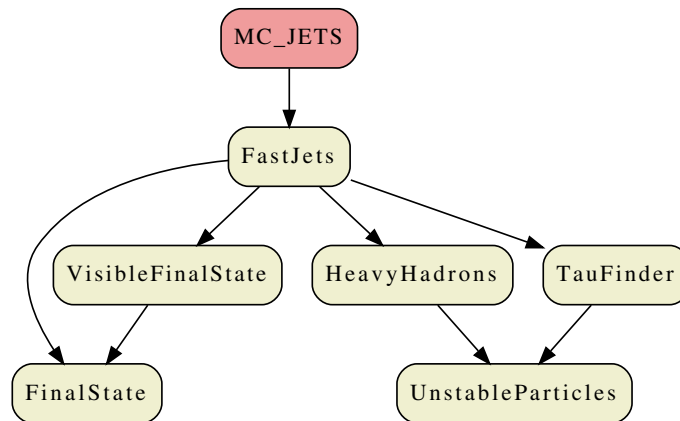 MC_JETS
FastJets
VisibleFinalState
HeavyHadrons
TauFinder
FinalState
UnstableParticles